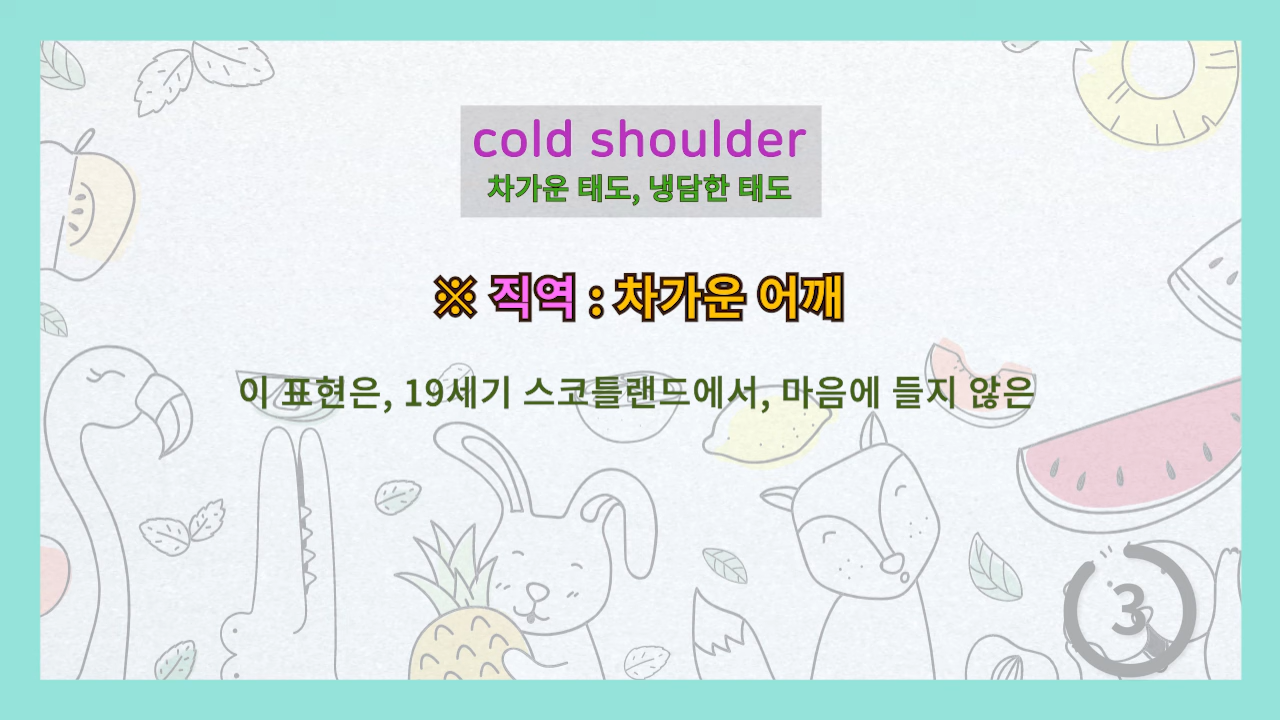 cold shoulder
차가운 태도, 냉담한 태도
※ 직역 : 차가운 어깨
이 표현은, 19세기 스코틀랜드에서, 마음에 들지 않은
3